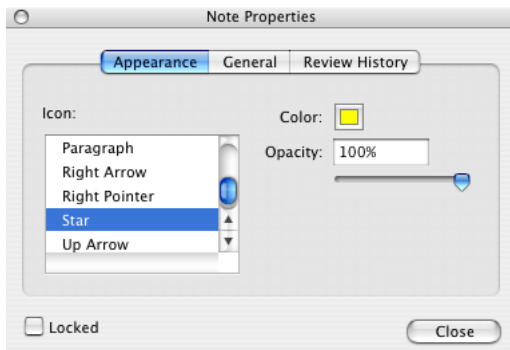 Note Properties
Appearance General Review History
Icon:
Color:
Paragraph
Opacity: 100%
Right Arrow
Right Pointer
Star
Up Arrow
Locked
Close